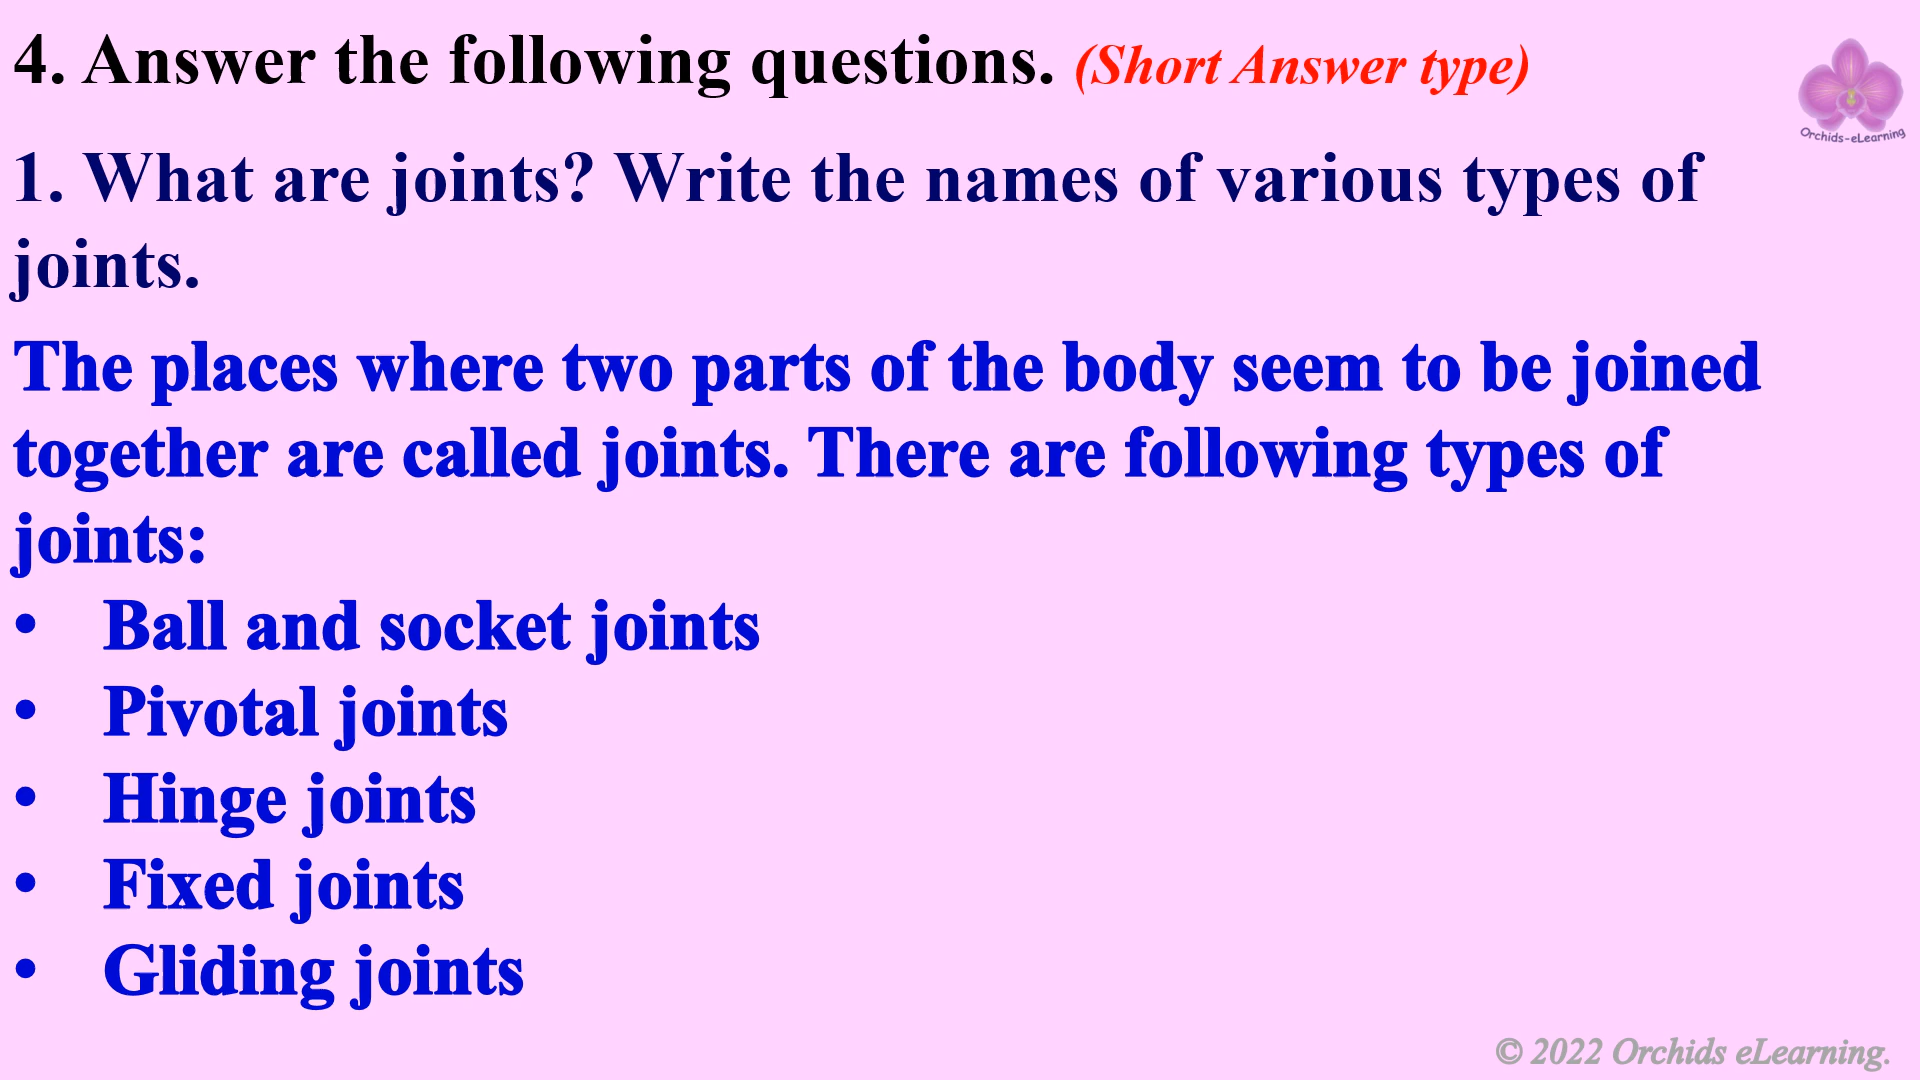 4. Answer the following questions. (Short Answer type)
Orchids-eLearning
1. What are joints? Write the names of various types of
joints.
The places where two parts of the body seem to be joined
together are called joints. There are following types of
joints:
• Ball and socket joints
• Pivotal joints
• Hinge joints
• Fixed joints
• Gliding joints
© 2022 Orchids eLearning.